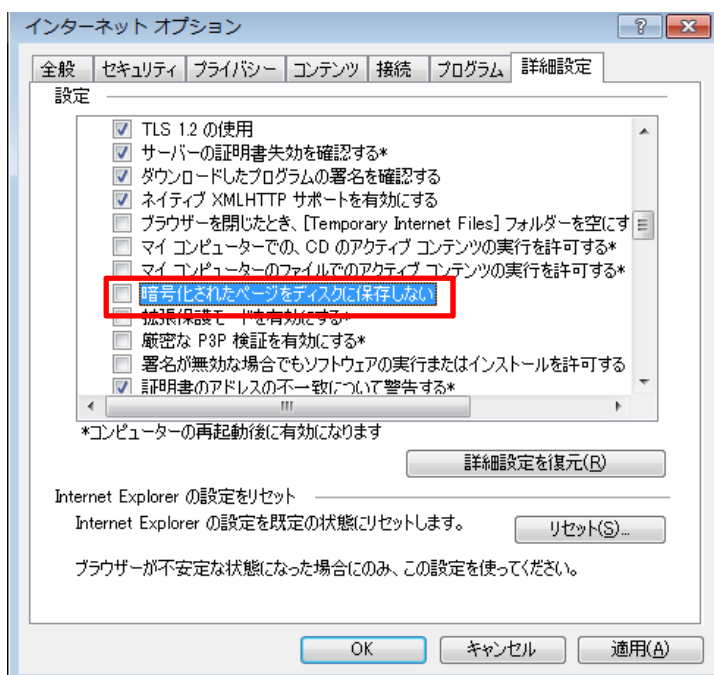 インターネット オプション
全般 セキュリティ プライバシー コンテンツ 接続 プログラム 詳細設定
設定
TLS 1.2 の使用
サーバーの証明書失効を確認する*
ダウンロードしたプログラムの署名を確認する
ネイティブ XMLHTTP サポートを有効にする
ブラウザーを閉じたとき、[Temporary Internet Files] フォルダーを空にす
マイ コンピューターでの、CD のアクティブ コンテンツの実行を許可する*
マイ コンピューターのファイルでのアクティブ コンテンツの実行を許可する*
暗号化されたページをディスクに保存しない
拡張保護モードを有効にする*
厳密な P3P 検証を有効にする*
署名が無効な場合でもソフトウェアの実行またはインストールを許可する
証明書のアドレスの不一致について警告する*
*コンピューターの再起動後に有効になります
詳細設定を復元(R)
Internet Explorer の設定をリセット
Internet Explorer の設定を既定の状態にリセットします。
リセット(S)...
ブラウザーが不安定な状態になった場合にのみ、この設定を使ってください。
OK キャンセル 適用(A)